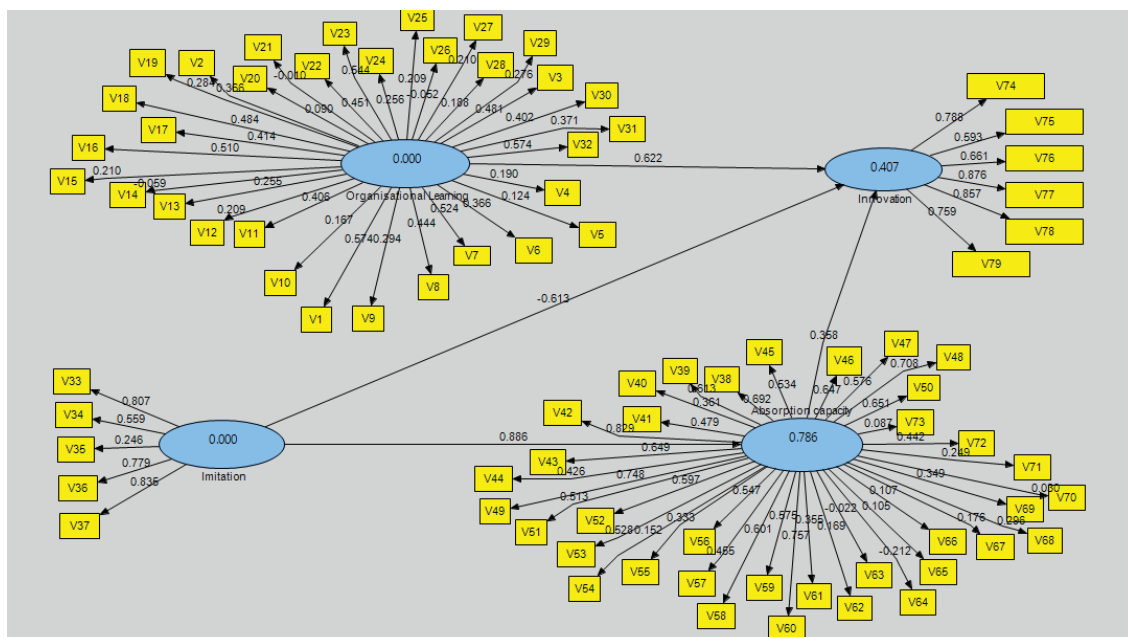 V25
V27
V23
V29
V21
V26
V2
V24
V28
V19
V22
V3
V20
0.544
0.210
-0.010
0.276
0.284
0.366
0.209
V30
V18
0.090
0.451
0.256
-0.052
0.188
0.481
0.402
0.484
0.371
V31
V17
0.414
0.574
V32
V16
0.510
0.000
0.622
0.210
0.190
V15
-0.059
0.255
V14
V4
V13
0.406
Organisational Learning
0.124
0.209
0.524
0.366
V12
V11
0.167
0.444
V5
0.574
0.294
V7
V6
V10
V8
V1
V9
V74
0.788
V75
0.593
0.661
V76
0.407
0.876
V77
0.857
Innovation
0.759
V78
V79
-0.613
0.358
V33
0.807
V34
0.559
0.000
V35
0.246
0.779
Imitation
V36
0.835
V37
0.886
V45
V46
V47
0.708
V48
V39
V38
0.534
0.576
V40
0.613
0.647
V50
0.361
0.692
0.651
V42
V41
Absorption capacity
V73
0.829
0.479
0.087
0.442
V72
0.786
0.249
0.649
V43
V71
0.426
0.748
0.597
0.349
0.030
V44
V70
0.547
0.107
V49
0.513
V69
V51
V52
-0.022
0.105
0.333
0.575
0.355
0.176
0.296
0.528
0.152
0.601
0.757
0.169
V66
V56
V67
V68
V53
0.455
-0.212
V55
V63
V65
V54
V57
V59
V61
V64
V58
V62
V60